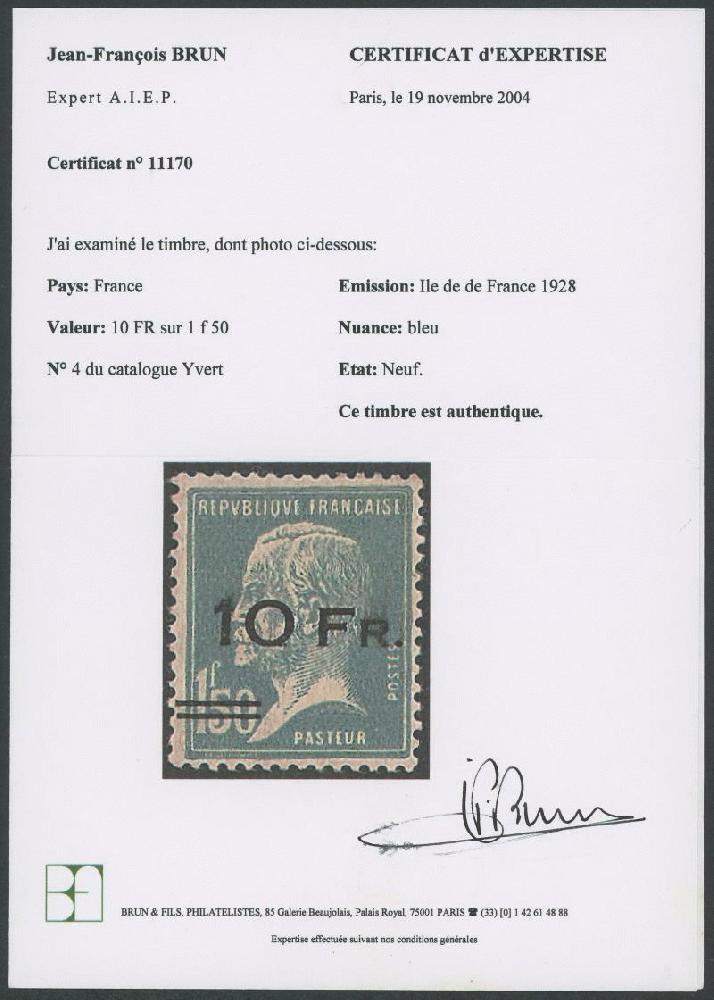 Jean-François BRUN
CERTIFICAT d'EXPERTISE
Expert A.I.E.P.
Paris, le 19 novembre 2004
Certificat n° 11170
J'ai examiné le timbre, dont photo ci-dessous:
Pays: France
Emission: Ile de de France 1928
Valeur: 10 FR sur 1 f 50
Nuance: bleu
N° 4 du catalogue Yvert
Etat: Neuf.
Ce timbre est authentique.
REPVBLIQVE FRANÇAISE
10 FR.
POSTES
1f50
PASTEUR
J.F. Brun
BRUN & FILS, PHILATELISTES, 85 Galerie Beaujolais, Palais Royal, 75001 PARIS ☎ (33) [0] 1 42 61 48 88
Expertise effectuée suivant nos conditions générales